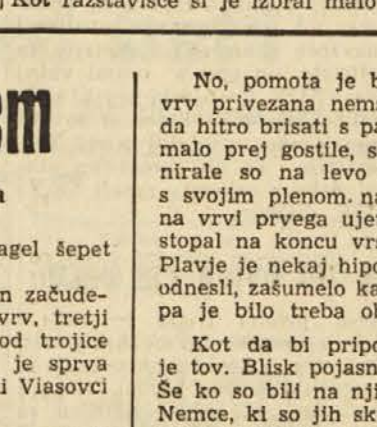 Kot razstavišče si je izbral malo
em
a
agel šepet
n začude-
vrv, tretji
od trojice
je sprva
i Vlasovci
No, pomota je b
vrv privezana nem
da hitro brisati s pa
malo prej gostile, s
nirale so na levo
s svojim plenom. na
na vrvi prvega ujet
stopal na koncu vrs
Plavje je nekaj hipo
odnesli, zašumelo ka
pa je bilo treba ob
Kot da bi pripo
je tov. Blisk pojasn
Še ko so bili na nji
Nemce, ki so jih sk